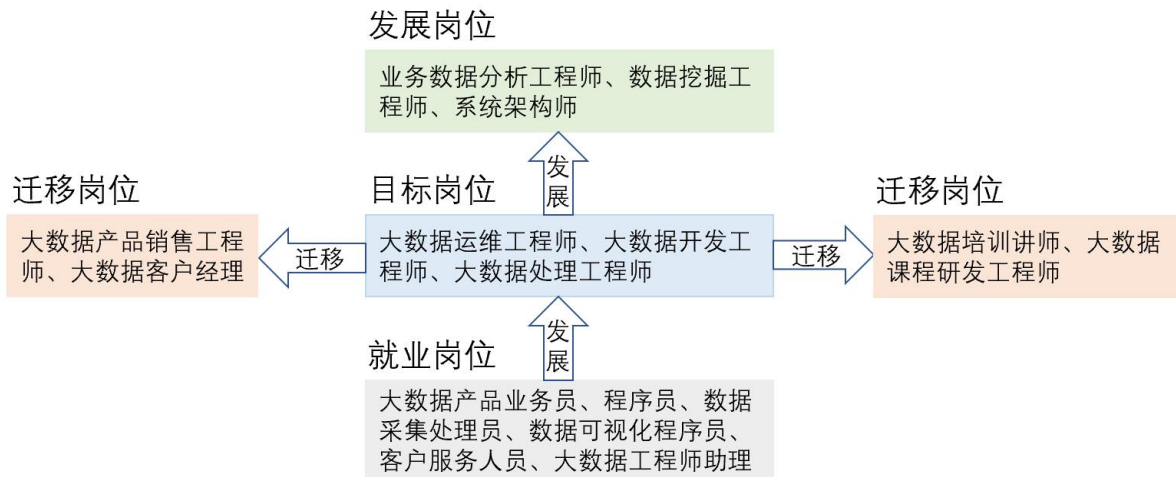 发展岗位
业务数据分析工程师、数据挖掘工
程师、系统架构师
发
展
迁移岗位
大数据产品销售工程
师、大数据客户经理
迁移
目标岗位
大数据运维工程师、大数据开发工
程师、大数据处理工程师
迁移
迁移岗位
大数据培训讲师、大数据
课程研发工程师
发
展
就业岗位
大数据产品业务员、程序员、数据
采集处理员、数据可视化程序员、
客户服务人员、大数据工程师助理